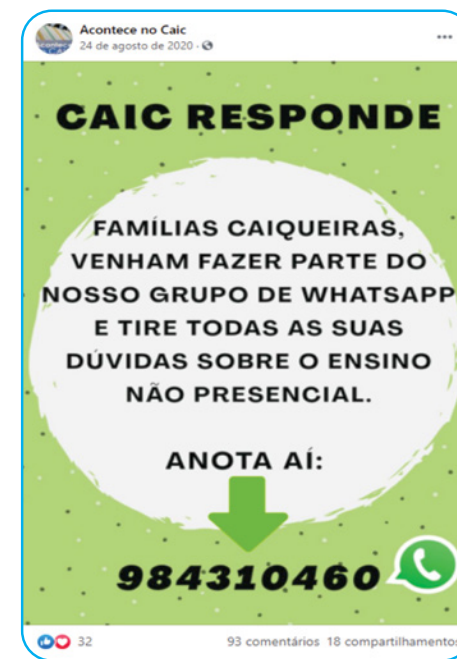 Acontece no Caic
24 de agosto de 2020 ·
CAIC RESPONDE
FAMÍLIAS CAIQUEIRAS,
VENHAM FAZER PARTE DO
NOSSO GRUPO DE WHATSAPP
E TIRE TODAS AS SUAS
DÚVIDAS SOBRE O ENSINO
NÃO PRESENCIAL.
ANOTA AÍ:
984310460
32 93 comentários 18 compartilhamentos